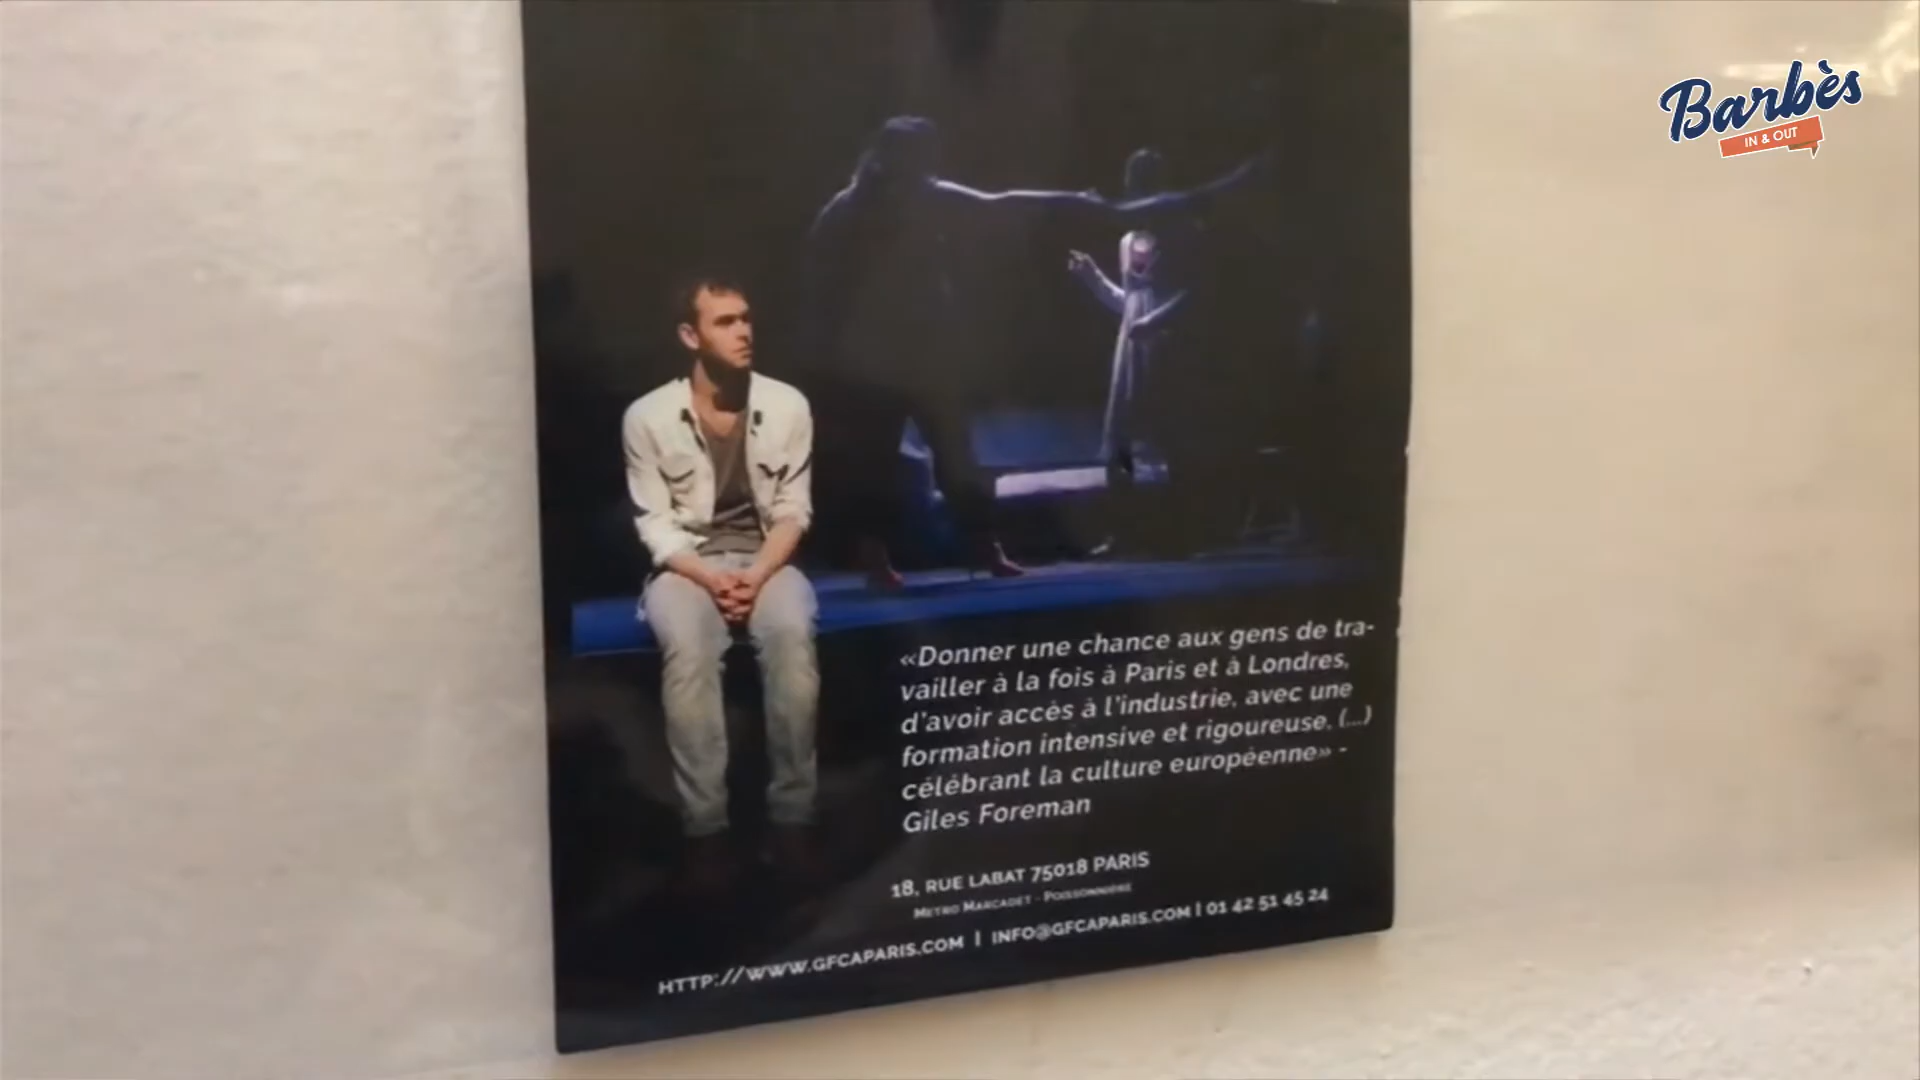 Barbès
IN & OUT
«Donner une chance aux gens de tra-
vailler à la fois à Paris et à Londres,
d'avoir accès à l'industrie, avec une
formation intensive et rigoureuse, (...)
célébrant la culture européenne» -
Giles Foreman
18, RUE LABAT 75018 PARIS
METRO MARCADET - POISSONNIÈRE
HTTP://WWW.GFCAPARIS.COM | INFO@GFCAPARIS.COM | 01 42 51 45 24